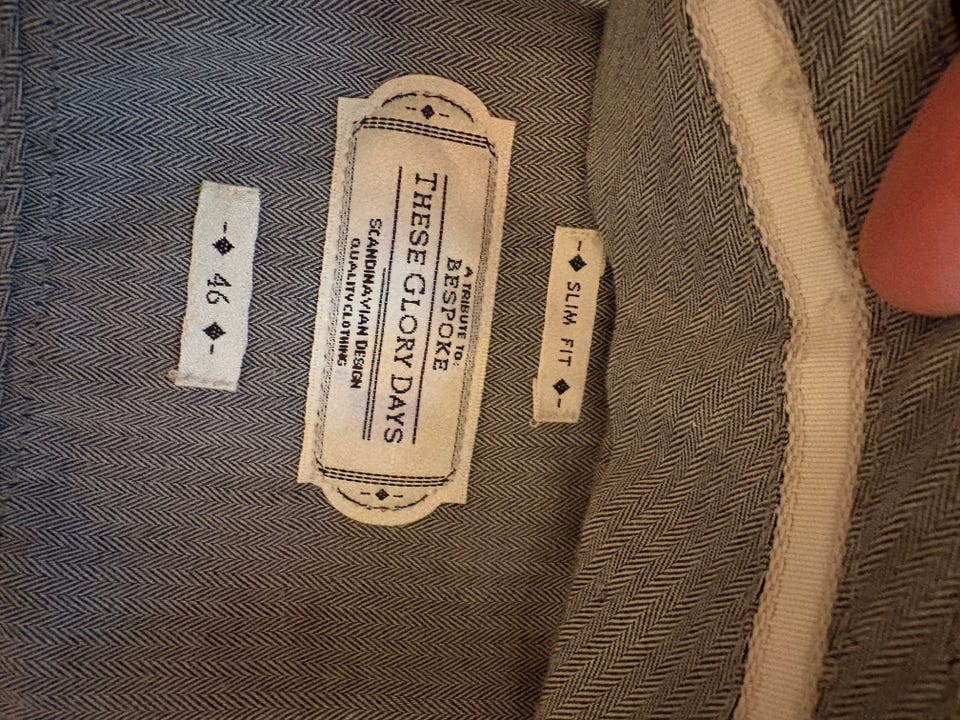 A TRIBUTE TO:
BESPOKE
THESE GLORY DAYS
SCANDINAVIAN DESIGN
QUALITY CLOTHING
SLIM FIT
46